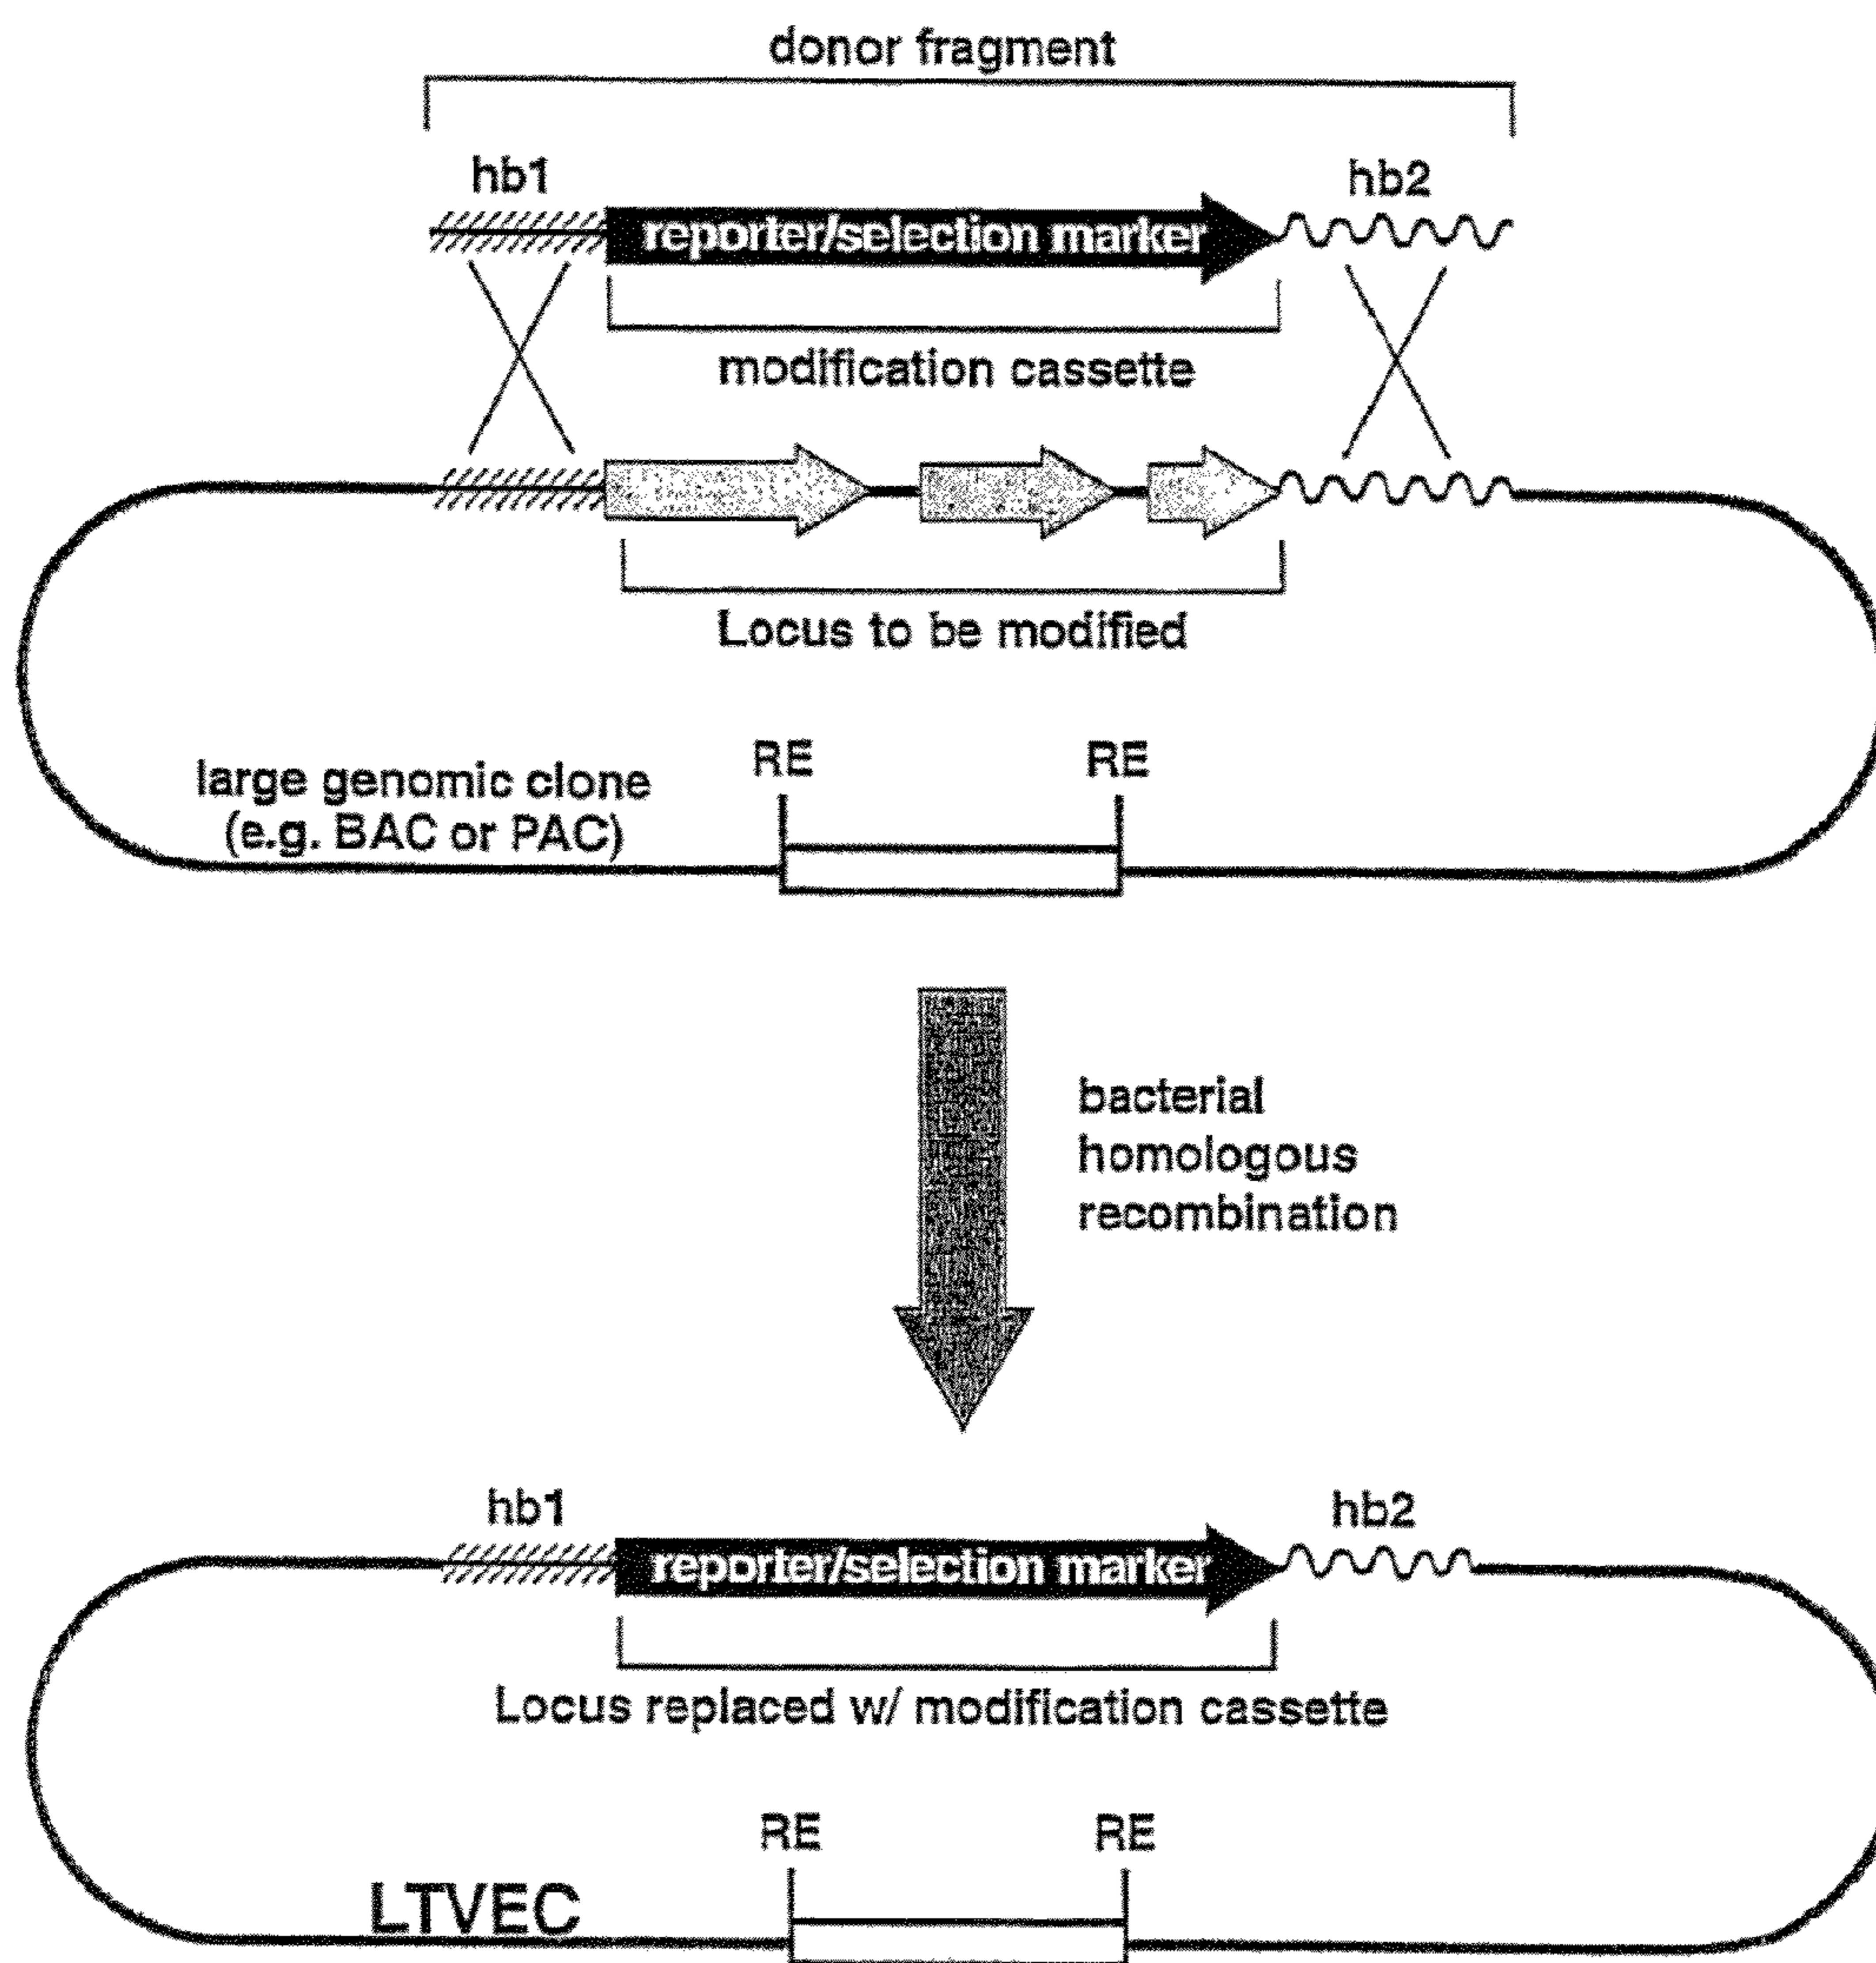 donor fragment
hb1
hb2
reporter/selection marker
modification cassette
Locus to be modified
RE
RE
large genomic clone
(e.g. BAC or PAC)
bacterial
homologous
recombination
hb1
hb2
reporter/selection marker
Locus replaced w/ modification cassette
RE
RE
LTVEC